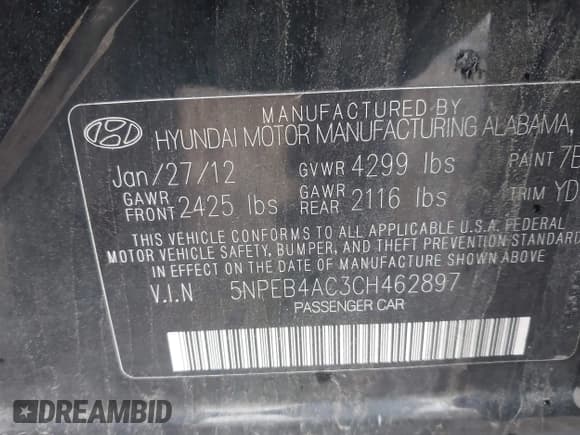 MANUFACTURED BY
HYUNDAI MOTOR MANUFACTURING ALABAMA,
Jan/27/12 GVWR 4299 lbs PAINT 7E
GAWR FRONT 2425 lbs GAWR REAR 2116 lbs TRIM YD
THIS VEHICLE CONFORMS TO ALL APPLICABLE U.S.A. FEDERAL
MOTOR VEHICLE SAFETY, BUMPER, AND THEFT PREVENTION STANDARD
IN EFFECT ON THE DATE OF MANUFACTURE SHOWN ABOVE.
V.I.N 5NPEB4AC3CH462897
PASSENGER CAR
DREAMBID